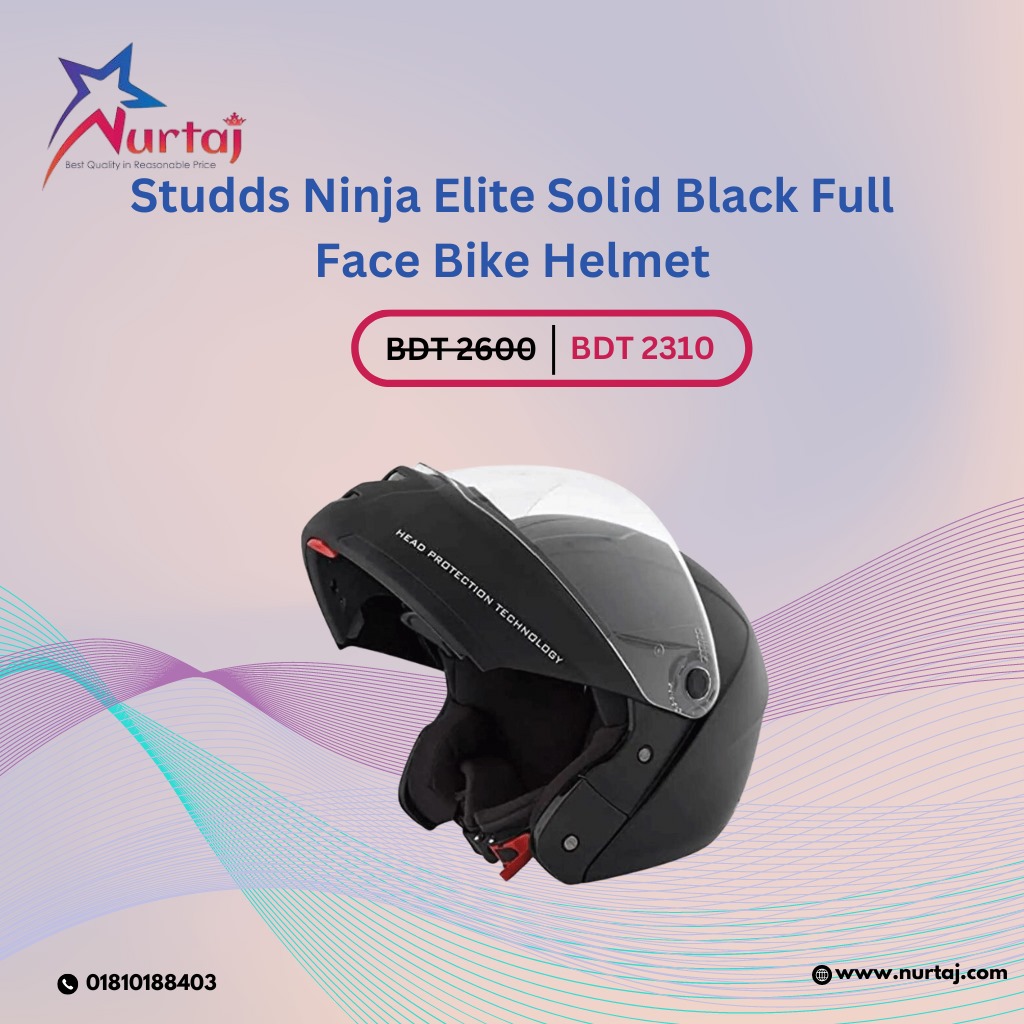 Nurtaj
Best Quality in Reasonable Price
Studds Ninja Elite Solid Black Full
Face Bike Helmet
BDT 2600 | BDT 2310
HEAD PROTECTION TECHNOLOGY
01810188403
www.nurtaj.com